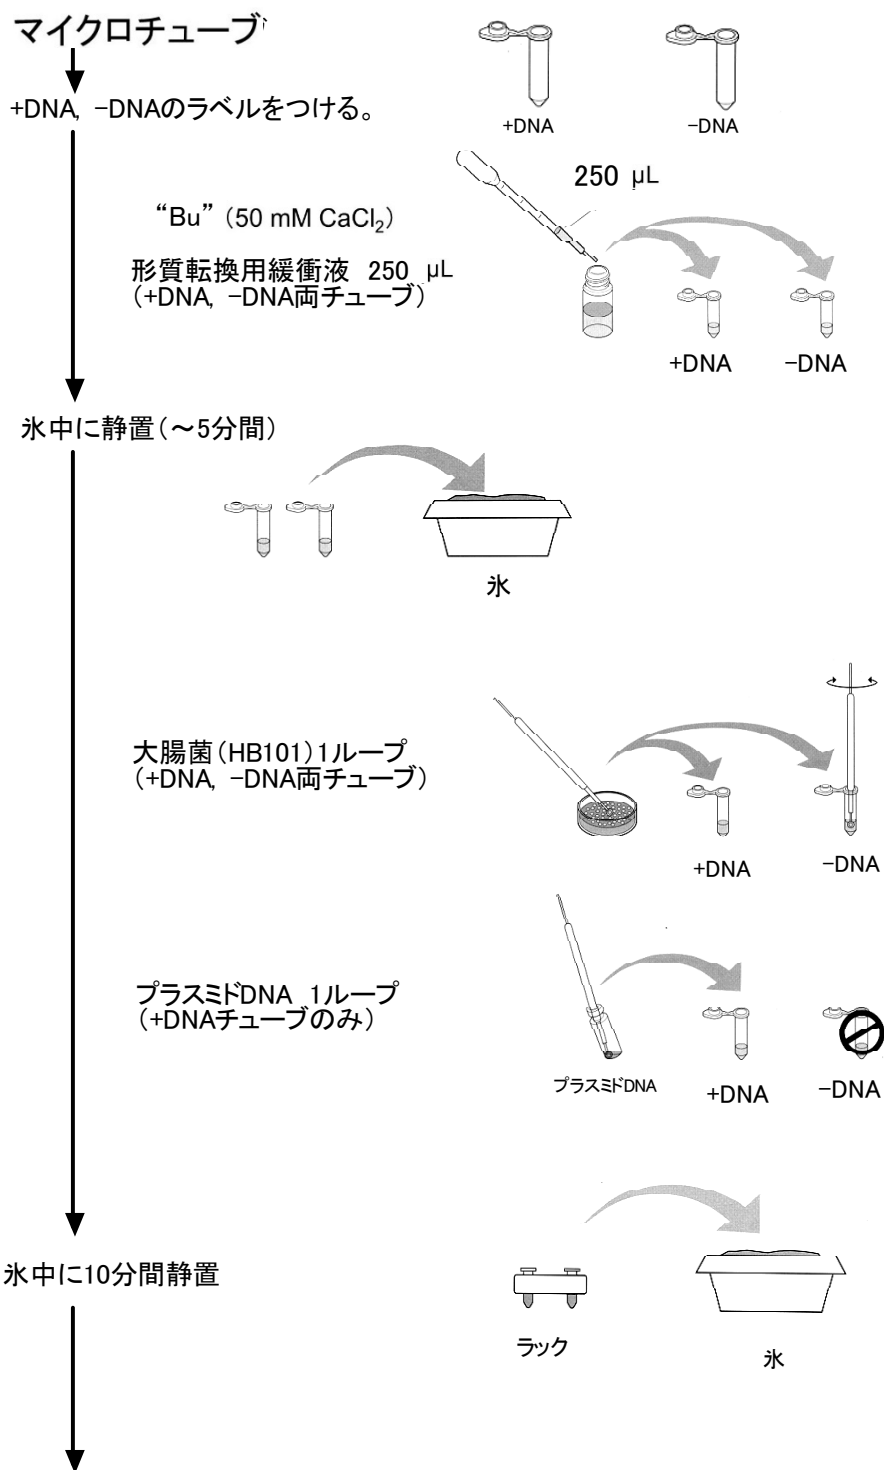 マイクロチューブ
+DNA, −DNAのラベルをつける。
+DNA
−DNA
250 µL
“Bu” (50 mM CaCl₂)
形質転換用緩衝液 250 µL
(+DNA, −DNA両チューブ)
+DNA
−DNA
氷中に静置(～5分間)
氷
大腸菌(HB101)1ループ
(+DNA, −DNA両チューブ)
+DNA
−DNA
プラスミドDNA 1ループ
(+DNAチューブのみ)
プラスミドDNA
+DNA
−DNA
氷中に10分間静置
ラック
氷